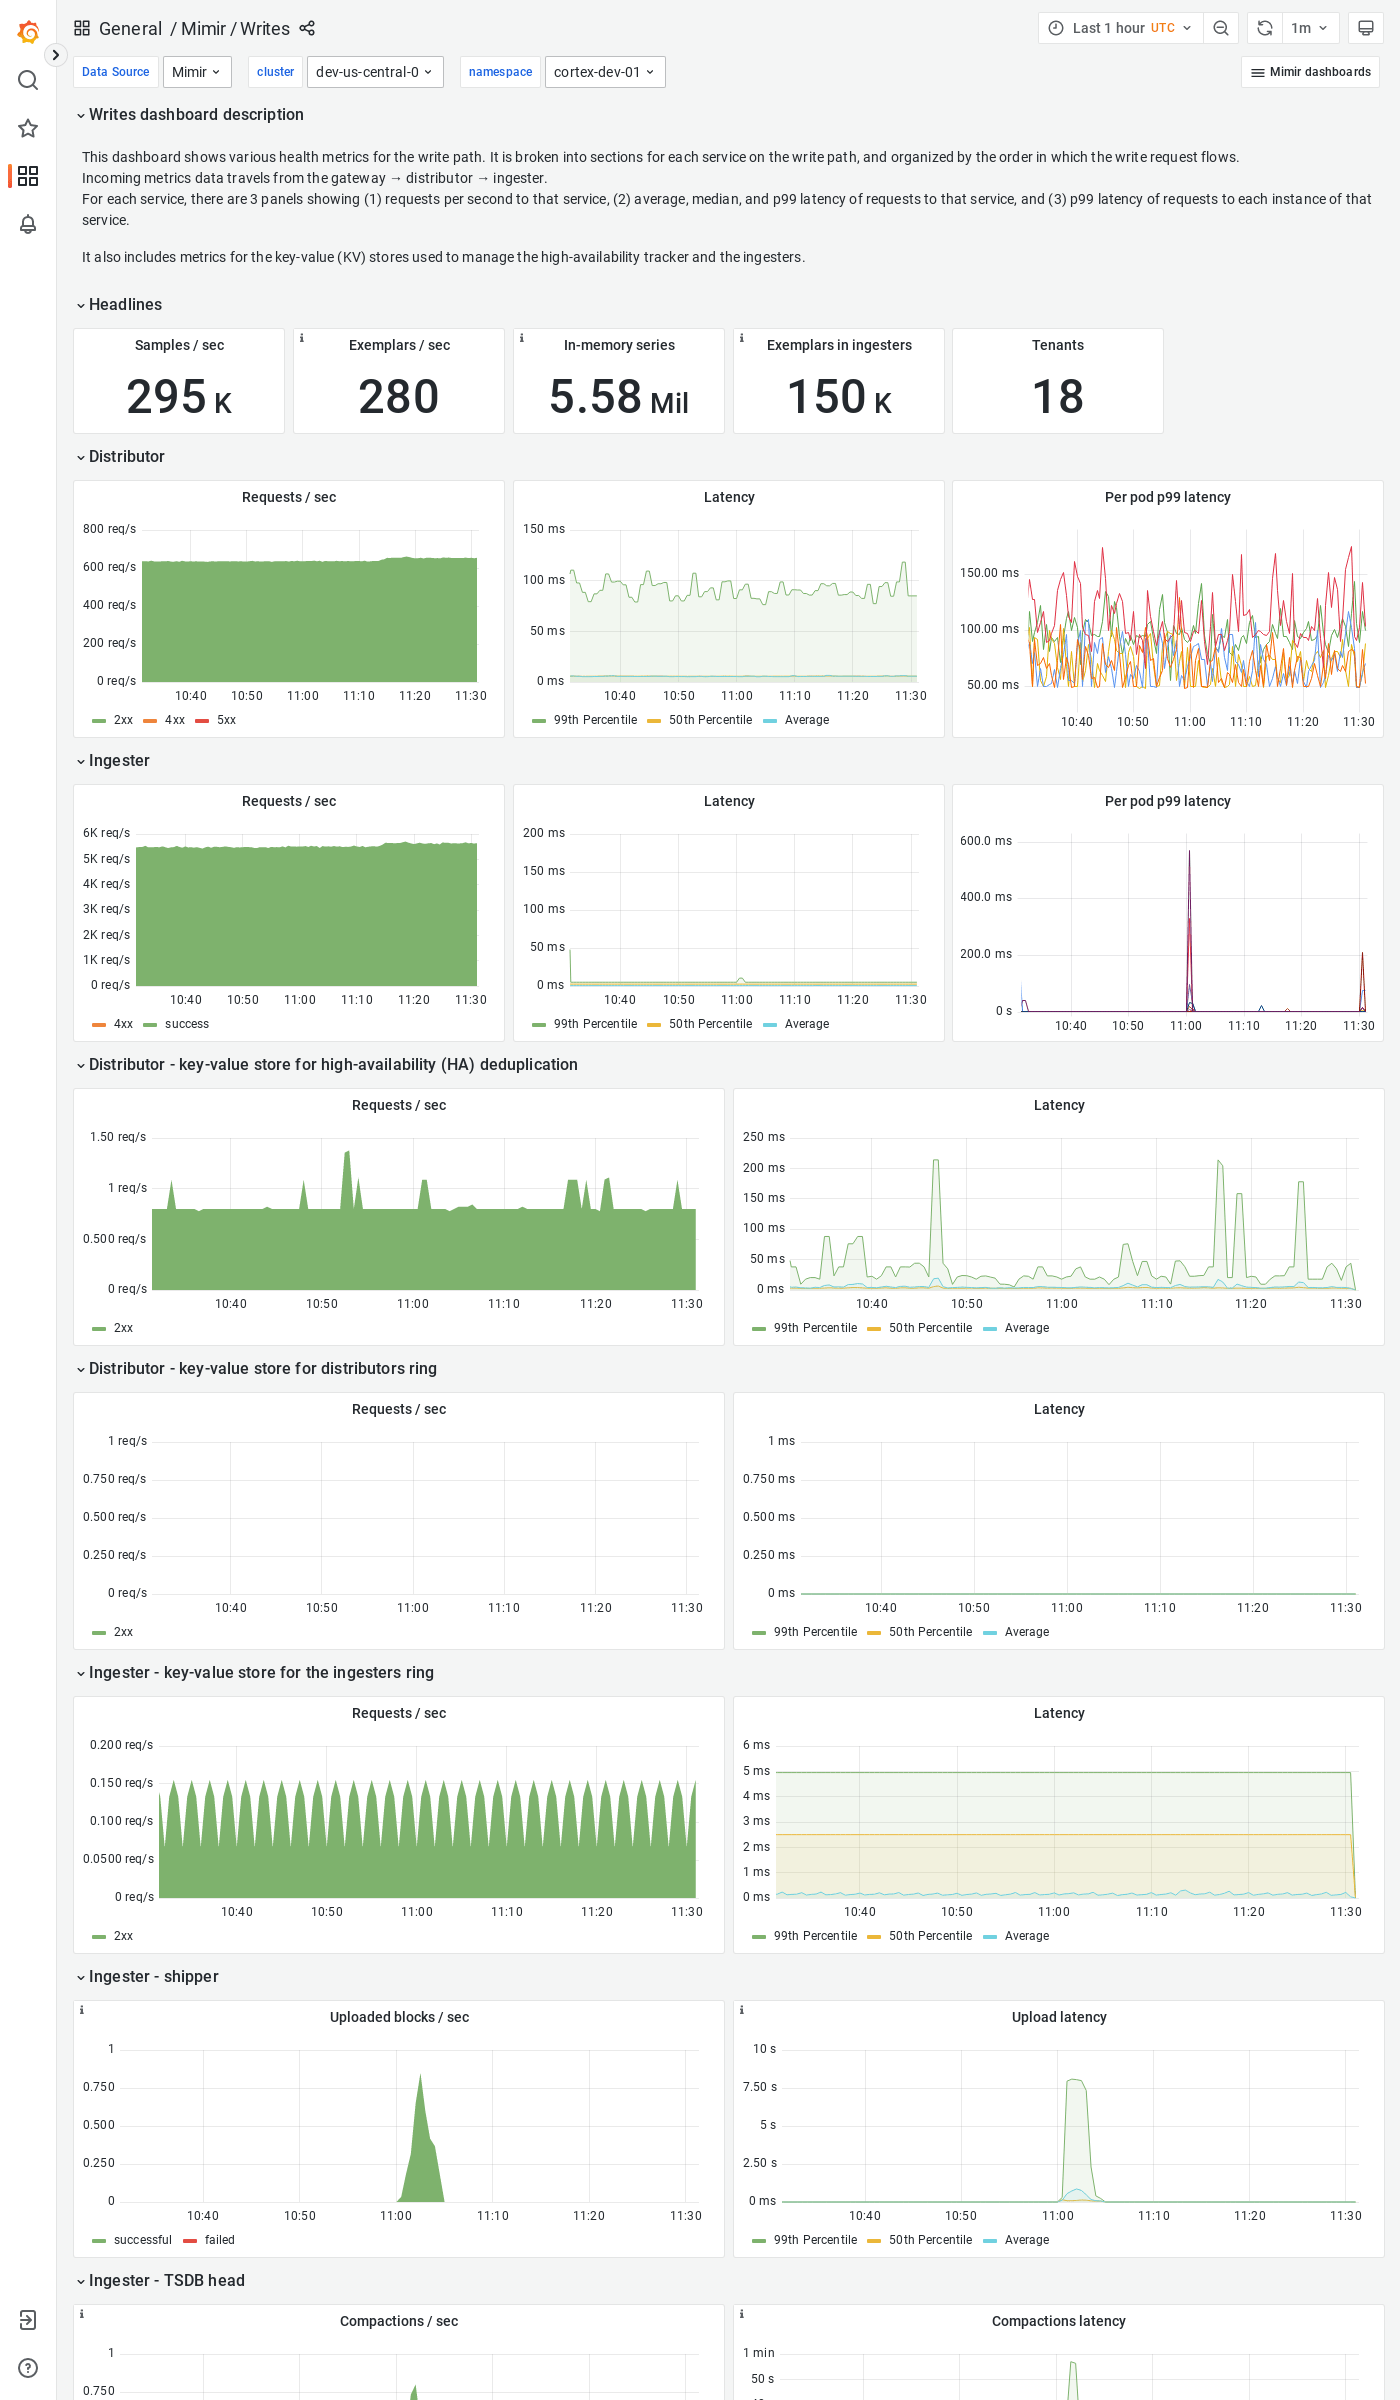 General / Mimir / Writes
Last 1 hour UTC
1m
Data Source Mimir cluster dev-us-central-0 namespace cortex-dev-01 Mimir dashboards
Writes dashboard description
This dashboard shows various health metrics for the write path. It is broken into sections for each service on the write path, and organized by the order in which the write request flows.
Incoming metrics data travels from the gateway → distributor → ingester.
For each service, there are 3 panels showing (1) requests per second to that service, (2) average, median, and p99 latency of requests to that service, and (3) p99 latency of requests to each instance of that
service.
It also includes metrics for the key-value (KV) stores used to manage the high-availability tracker and the ingesters.
Headlines
Samples / sec
295 K
Exemplars / sec
280
In-memory series
5.58 Mil
Exemplars in ingesters
150 K
Tenants
18
Distributor
Requests / sec
800 req/s
600 req/s
400 req/s
200 req/s
0 req/s
10:40 10:50 11:00 11:10 11:20 11:30
2xx 4xx 5xx
Latency
150 ms
100 ms
50 ms
0 ms
10:40 10:50 11:00 11:10 11:20 11:30
99th Percentile 50th Percentile Average
Per pod p99 latency
150.00 ms
100.00 ms
50.00 ms
10:40 10:50 11:00 11:10 11:20 11:30
Ingester
Requests / sec
6K req/s
5K req/s
4K req/s
3K req/s
2K req/s
1K req/s
0 req/s
10:40 10:50 11:00 11:10 11:20 11:30
4xx success
Latency
200 ms
150 ms
100 ms
50 ms
0 ms
10:40 10:50 11:00 11:10 11:20 11:30
99th Percentile 50th Percentile Average
Per pod p99 latency
600.0 ms
400.0 ms
200.0 ms
0 s
10:40 10:50 11:00 11:10 11:20 11:30
Distributor - key-value store for high-availability (HA) deduplication
Requests / sec
1.50 req/s
1 req/s
0.500 req/s
0 req/s
10:40 10:50 11:00 11:10 11:20 11:30
2xx
Latency
250 ms
200 ms
150 ms
100 ms
50 ms
0 ms
10:40 10:50 11:00 11:10 11:20 11:30
99th Percentile 50th Percentile Average
Distributor - key-value store for distributors ring
Requests / sec
1 req/s
0.750 req/s
0.500 req/s
0.250 req/s
0 req/s
10:40 10:50 11:00 11:10 11:20 11:30
2xx
Latency
1 ms
0.750 ms
0.500 ms
0.250 ms
0 ms
10:40 10:50 11:00 11:10 11:20 11:30
99th Percentile 50th Percentile Average
Ingester - key-value store for the ingesters ring
Requests / sec
0.200 req/s
0.150 req/s
0.100 req/s
0.0500 req/s
0 req/s
10:40 10:50 11:00 11:10 11:20 11:30
2xx
Latency
6 ms
5 ms
4 ms
3 ms
2 ms
1 ms
0 ms
10:40 10:50 11:00 11:10 11:20 11:30
99th Percentile 50th Percentile Average
Ingester - shipper
Uploaded blocks / sec
1
0.750
0.500
0.250
0
10:40 10:50 11:00 11:10 11:20 11:30
successful failed
Upload latency
10 s
7.50 s
5 s
2.50 s
0 ms
10:40 10:50 11:00 11:10 11:20 11:30
99th Percentile 50th Percentile Average
Ingester - TSDB head
Compactions / sec
1
0.750
Compactions latency
1 min
50 s